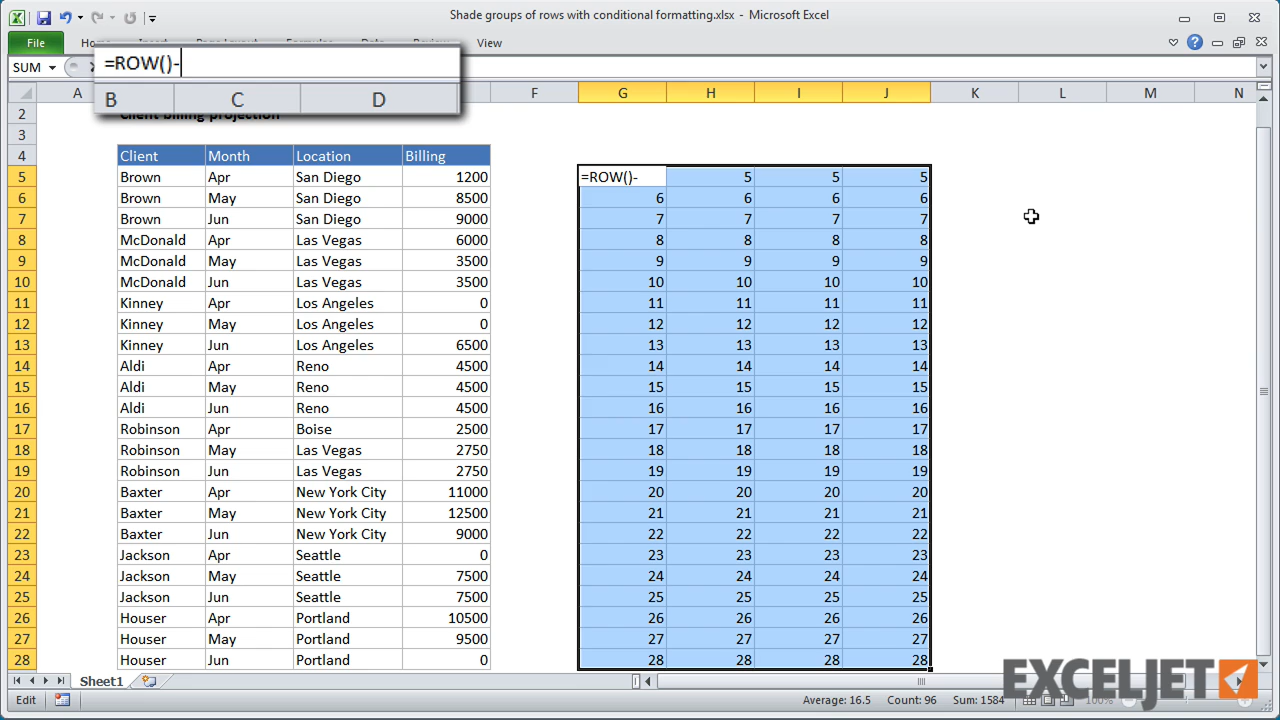 Shade groups of rows with conditional formatting.xlsx - Microsoft Excel
File Home Insert Page Layout Formulas Data Review View
SUM =ROW()-
A B C D F G H I J K L M N
2 Client billing projection
3
4 Client Month Location Billing
5 Brown Apr San Diego 1200 =ROW()- 5 5 5
6 Brown May San Diego 8500 6 6 6 6
7 Brown Jun San Diego 9000 7 7 7 7
8 McDonald Apr Las Vegas 6000 8 8 8 8
9 McDonald May Las Vegas 3500 9 9 9 9
10 McDonald Jun Las Vegas 3500 10 10 10 10
11 Kinney Apr Los Angeles 0 11 11 11 11
12 Kinney May Los Angeles 0 12 12 12 12
13 Kinney Jun Los Angeles 6500 13 13 13 13
14 Aldi Apr Reno 4500 14 14 14 14
15 Aldi May Reno 4500 15 15 15 15
16 Aldi Jun Reno 4500 16 16 16 16
17 Robinson Apr Boise 2500 17 17 17 17
18 Robinson May Las Vegas 2750 18 18 18 18
19 Robinson Jun Las Vegas 2750 19 19 19 19
20 Baxter Apr New York City 11000 20 20 20 20
21 Baxter May New York City 12500 21 21 21 21
22 Baxter Jun New York City 9000 22 22 22 22
23 Jackson Apr Seattle 0 23 23 23 23
24 Jackson May Seattle 7500 24 24 24 24
25 Jackson Jun Seattle 7500 25 25 25 25
26 Houser Apr Portland 10500 26 26 26 26
27 Houser May Portland 9500 27 27 27 27
28 Houser Jun Portland 0 28 28 28 28
Sheet1
EXCELJET
Edit Average: 16.5 Count: 96 Sum: 1584 100%